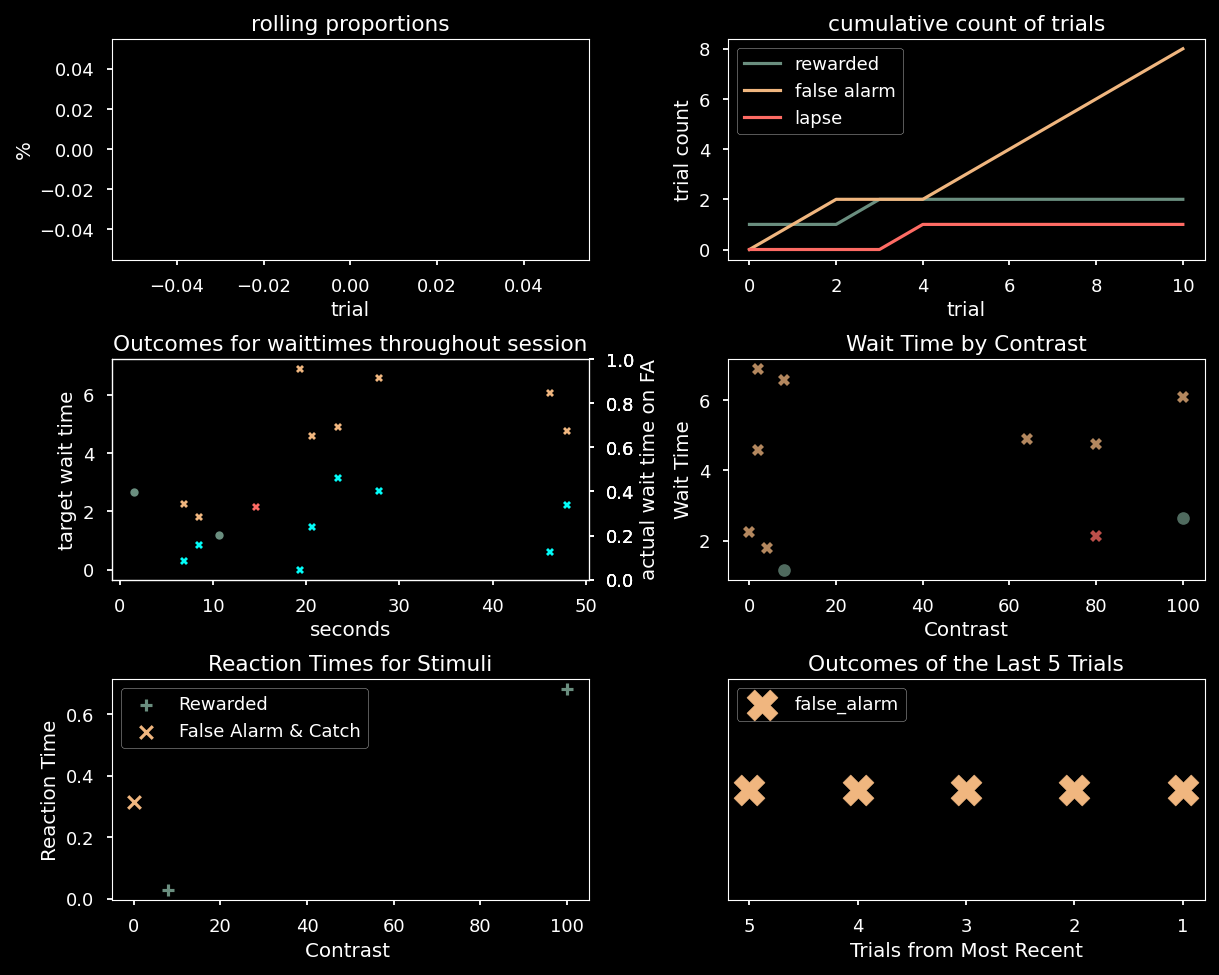 rolling proportions
0.04
0.02
0.00
−0.02
−0.04
%
−0.04 −0.02 0.00 0.02 0.04
trial
cumulative count of trials
8
6
4
2
0
trial count
rewarded
false alarm
lapse
0 2 4 6 8 10
trial
Outcomes for waittimes throughout session
6
4
2
0
target wait time
1.0
0.8
0.6
0.4
0.2
0.0
actual wait time on FA
0 10 20 30 40 50
seconds
Wait Time by Contrast
6
4
2
Wait Time
0 20 40 60 80 100
Contrast
Reaction Times for Stimuli
0.6
0.4
0.2
0.0
Reaction Time
Rewarded
False Alarm & Catch
0 20 40 60 80 100
Contrast
Outcomes of the Last 5 Trials
false_alarm
5 4 3 2 1
Trials from Most Recent